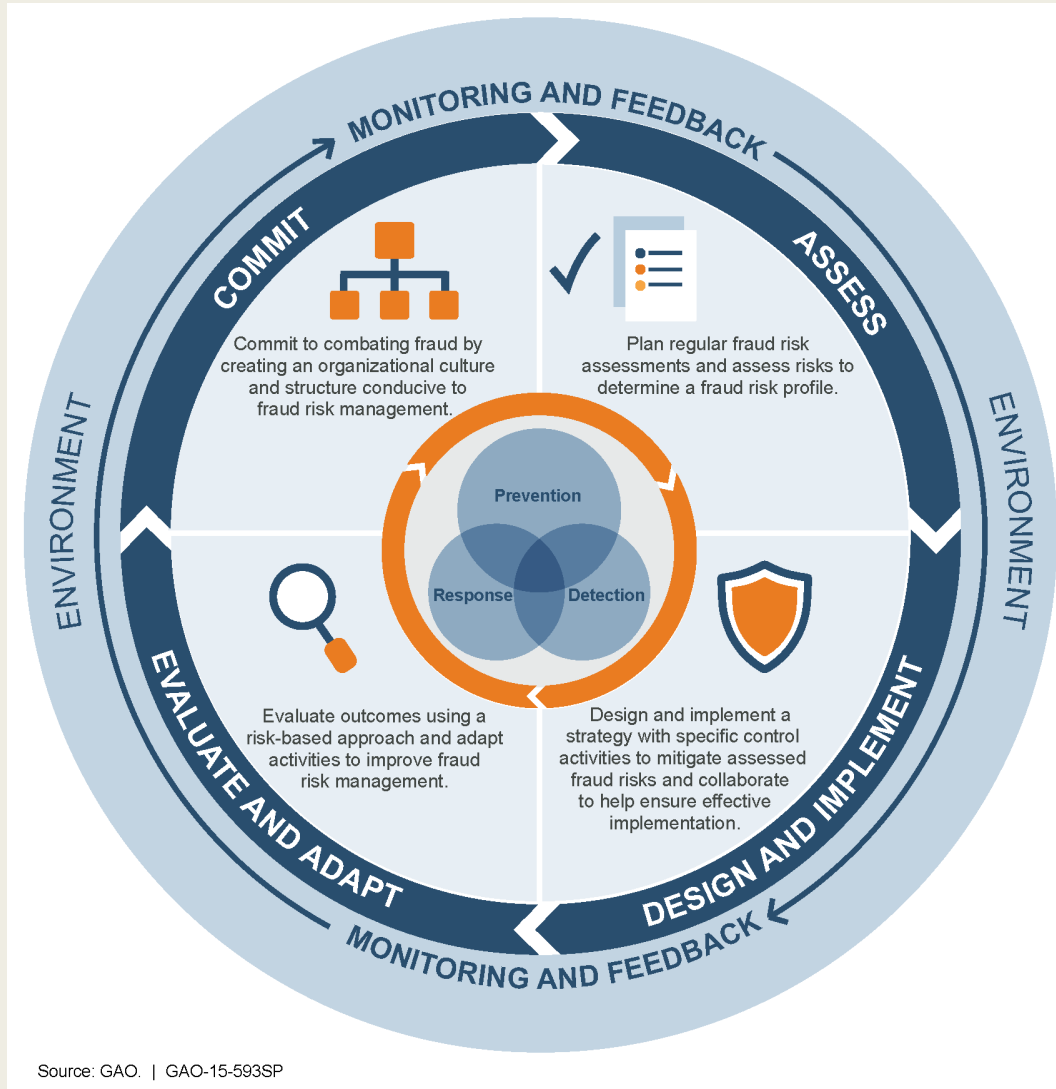 MONITORING AND FEEDBACK
COMMIT
ASSESS
Commit to combating fraud by
creating an organizational culture
and structure conducive to
fraud risk management.
Plan regular fraud risk
assessments and assess risks to
determine a fraud risk profile.
ENVIRONMENT
ENVIRONMENT
Prevention
Response
Detection
EVALUATE AND ADAPT
DESIGN AND IMPLEMENT
Evaluate outcomes using a
risk-based approach and adapt
activities to improve fraud
risk management.
Design and implement a
strategy with specific control
activities to mitigate assessed
fraud risks and collaborate
to help ensure effective
implementation.
MONITORING AND FEEDBACK
Source: GAO. | GAO-15-593SP